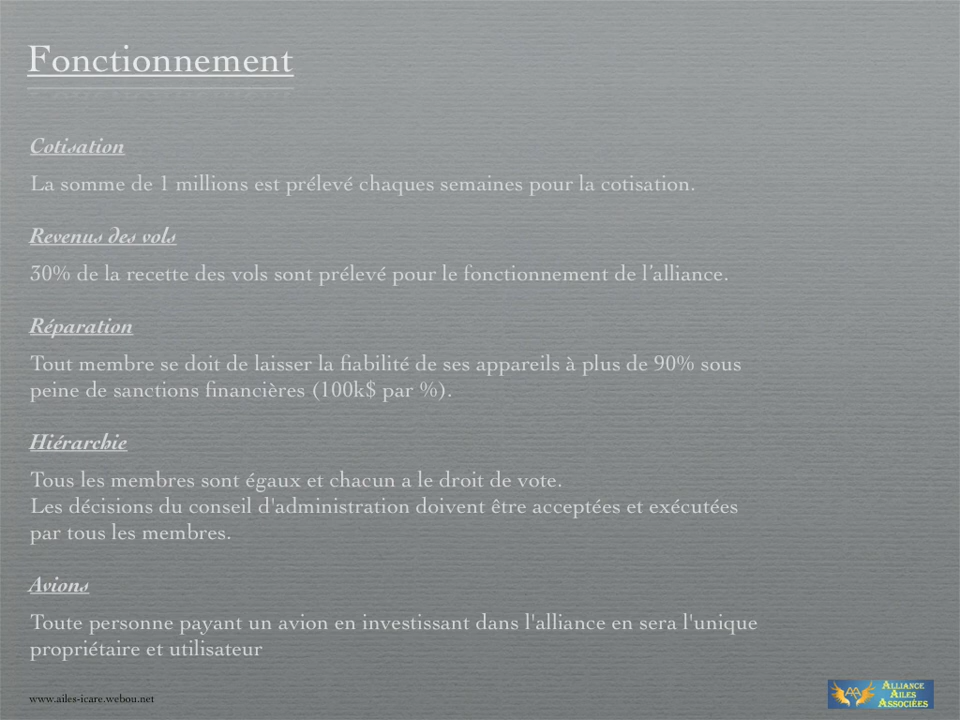 Fonctionnement
Cotisation
La somme de 1 millions est prélevé chaques semaines pour la cotisation.
Revenus des vols
30% de la recette des vols sont prélevé pour le fonctionnement de l’alliance.
Réparation
Tout membre se doit de laisser la fiabilité de ses appareils à plus de 90% sous
peine de sanctions financières (100k$ par %).
Hiérarchie
Tous les membres sont égaux et chacun a le droit de vote.
Les décisions du conseil d'administration doivent être acceptées et exécutées
par tous les membres.
Avions
Toute personne payant un avion en investissant dans l'alliance en sera l'unique
propriétaire et utilisateur
www.ailes-icare.webou.net
AA
ALLIANCE
AILES
ASSOCIÉES